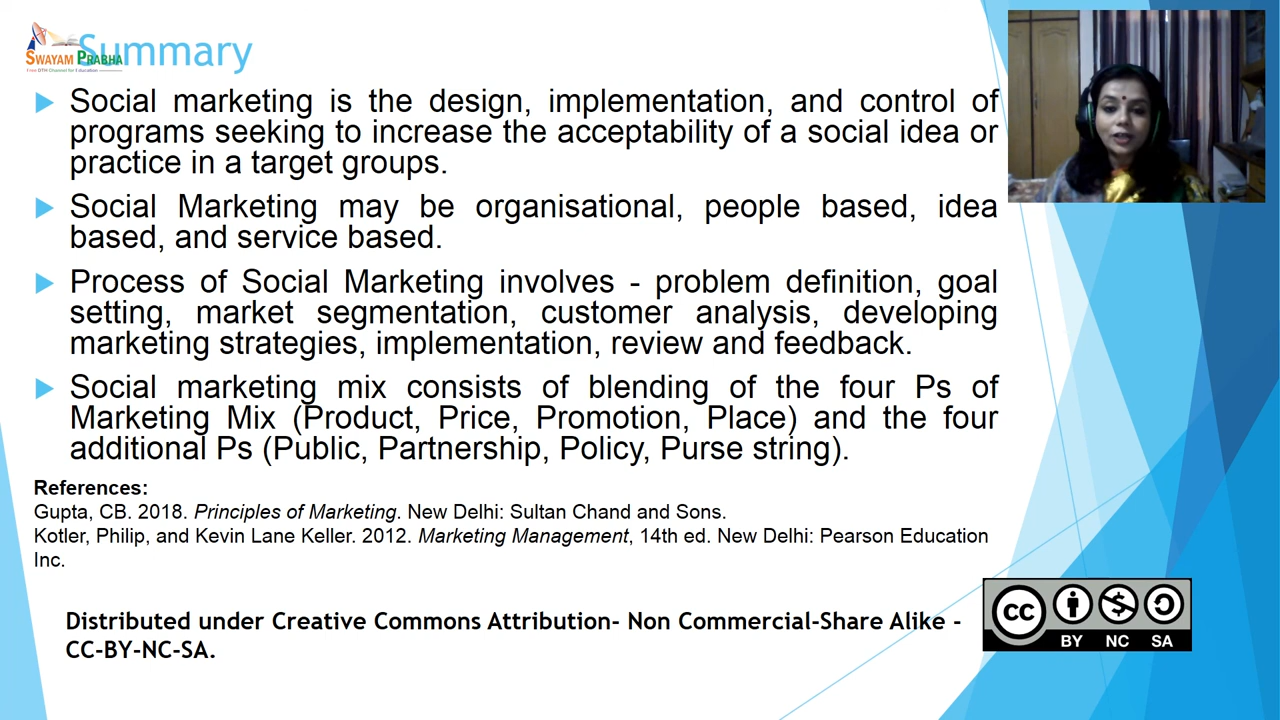 Summary
SWAYAM PRABHA
Free DTH Channel for Education
Social marketing is the design, implementation, and control of
programs seeking to increase the acceptability of a social idea or
practice in a target groups.
Social Marketing may be organisational, people based, idea
based, and service based.
Process of Social Marketing involves - problem definition, goal
setting, market segmentation, customer analysis, developing
marketing strategies, implementation, review and feedback.
Social marketing mix consists of blending of the four Ps of
Marketing Mix (Product, Price, Promotion, Place) and the four
additional Ps (Public, Partnership, Policy, Purse string).
References:
Gupta, CB. 2018. Principles of Marketing. New Delhi: Sultan Chand and Sons.
Kotler, Philip, and Kevin Lane Keller. 2012. Marketing Management, 14th ed. New Delhi: Pearson Education
Inc.
Distributed under Creative Commons Attribution- Non Commercial-Share Alike -
CC-BY-NC-SA.
CC
BY NC SA